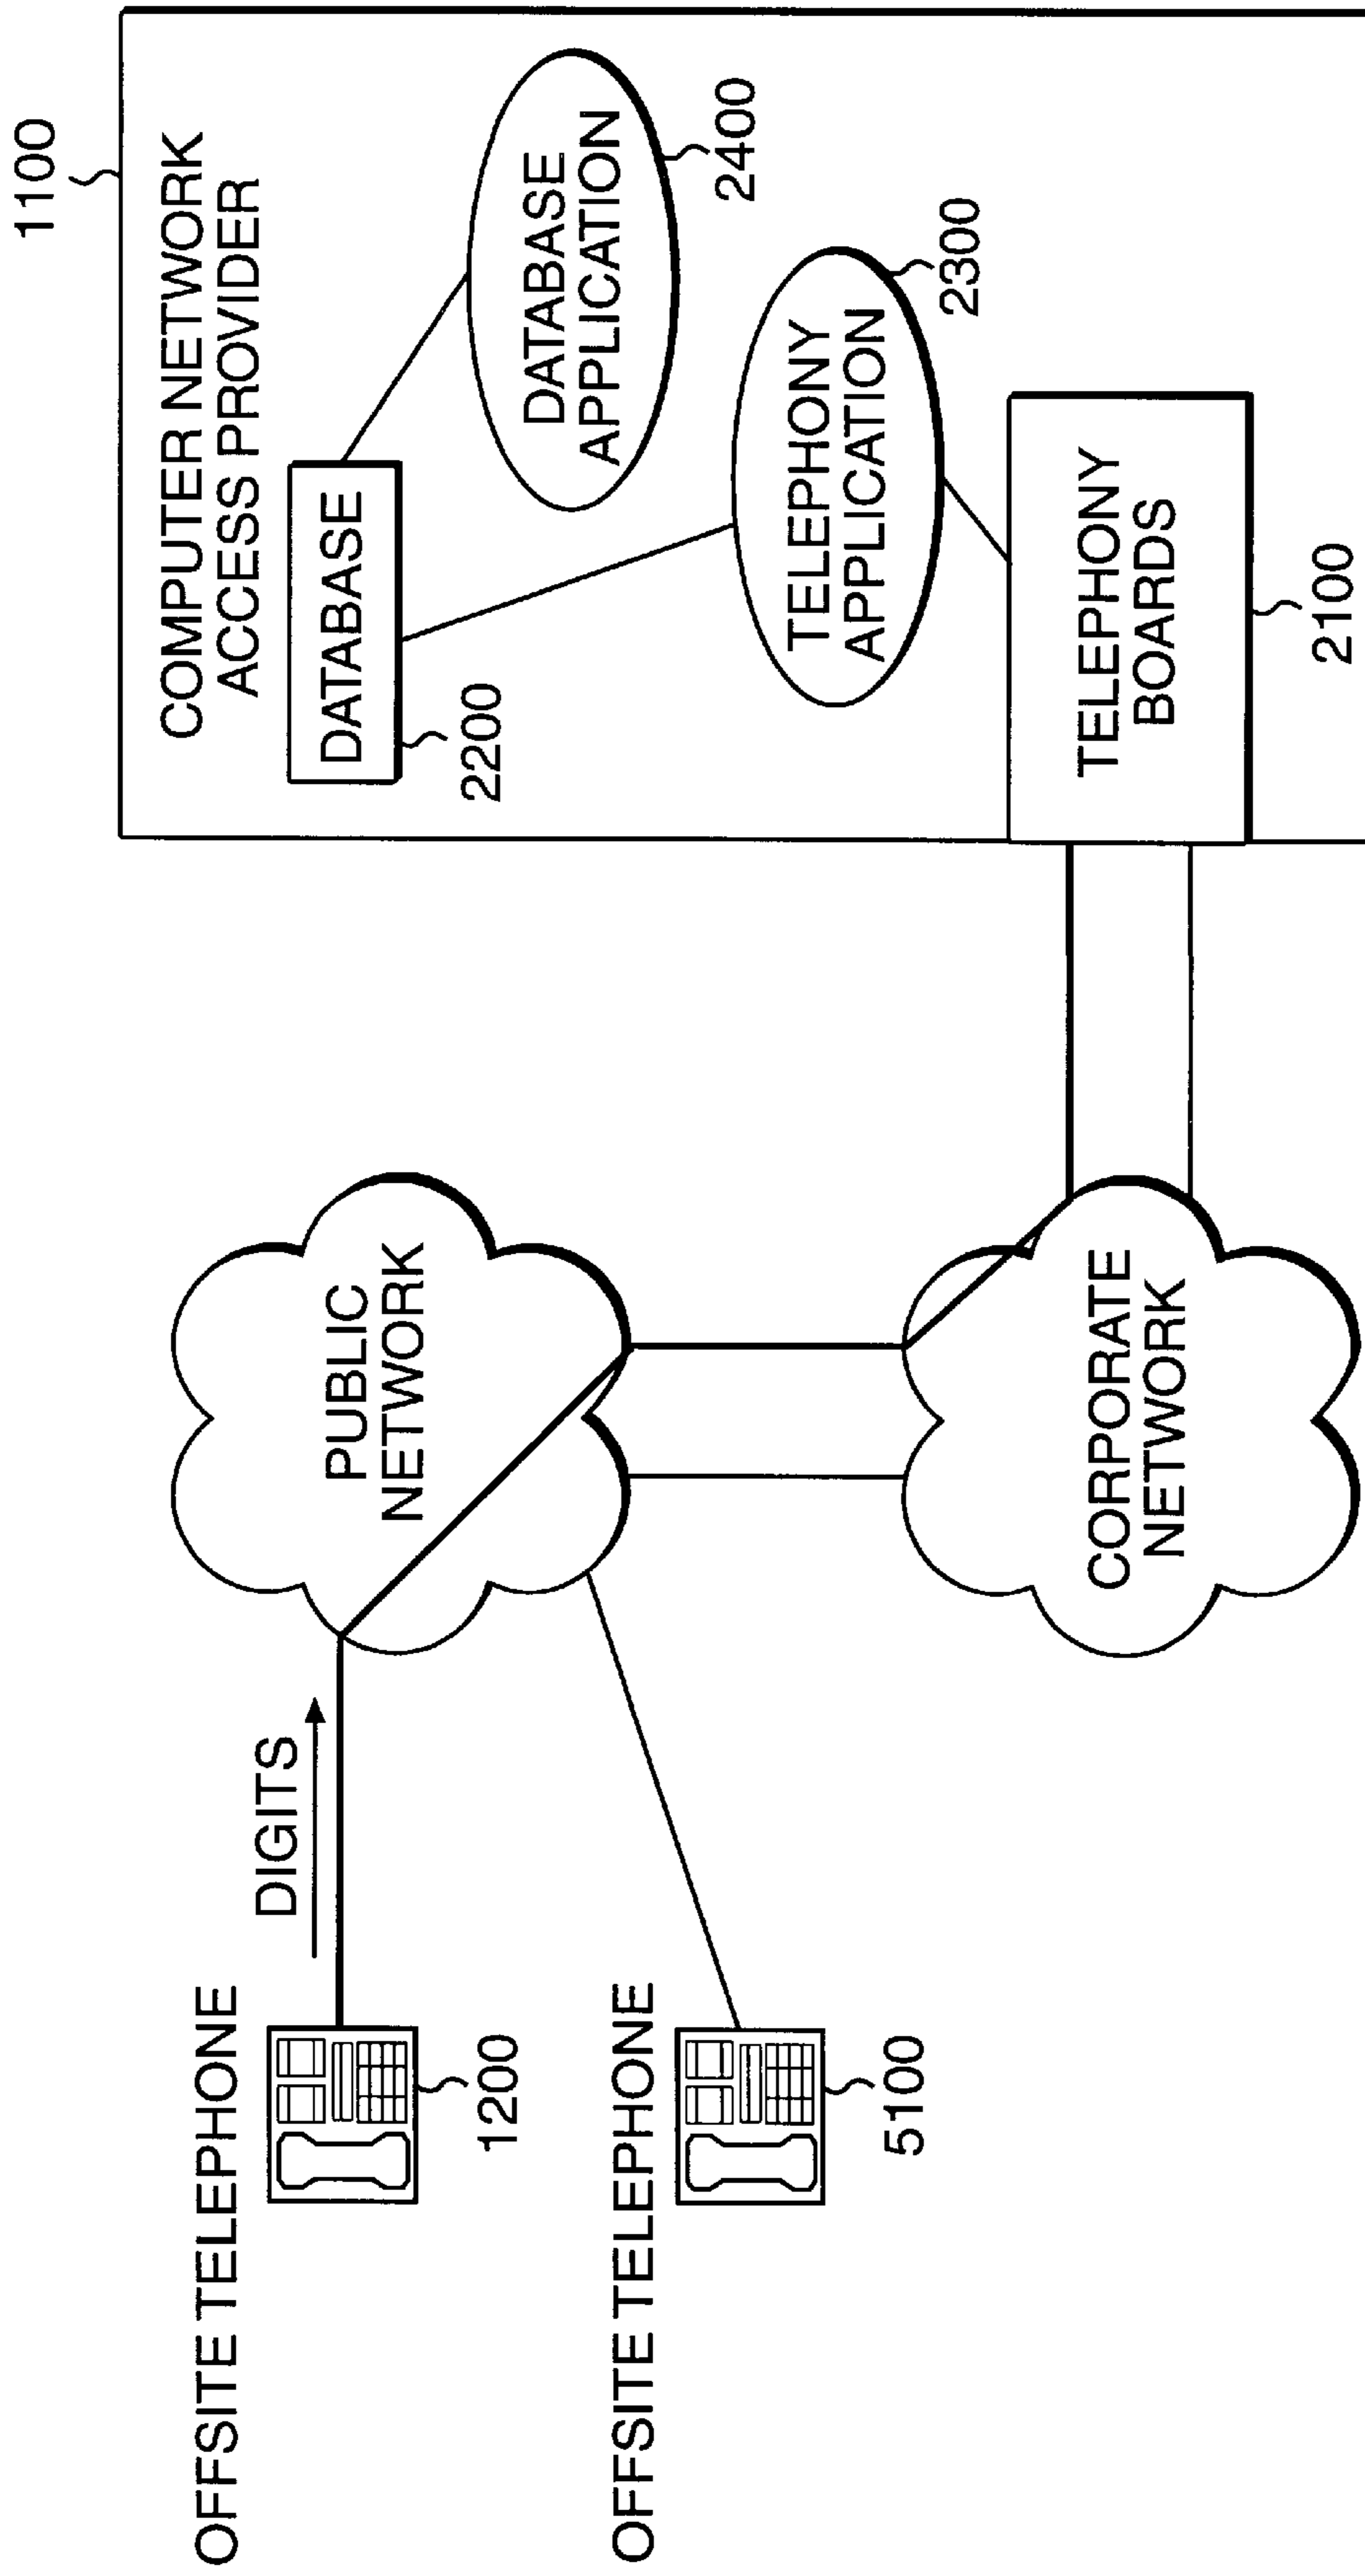 OFFSITE TELEPHONE
1200
DIGITS
OFFSITE TELEPHONE
5100
PUBLIC
NETWORK
CORPORATE
NETWORK
1100
COMPUTER NETWORK
ACCESS PROVIDER
DATABASE
2200
DATABASE
APPLICATION
2400
TELEPHONY
APPLICATION
2300
TELEPHONY
BOARDS
2100